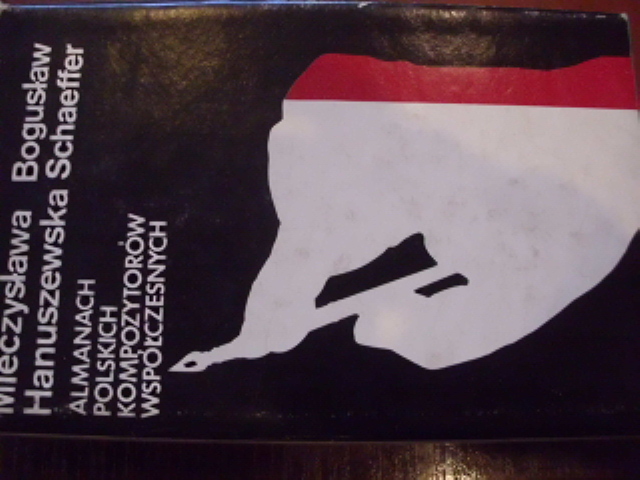 Mieczysława Bogusław
Hanuszewska Schaeffer
ALMANACH
POLSKICH
KOMPOZYTORÓW
WSPÓŁCZESNYCH